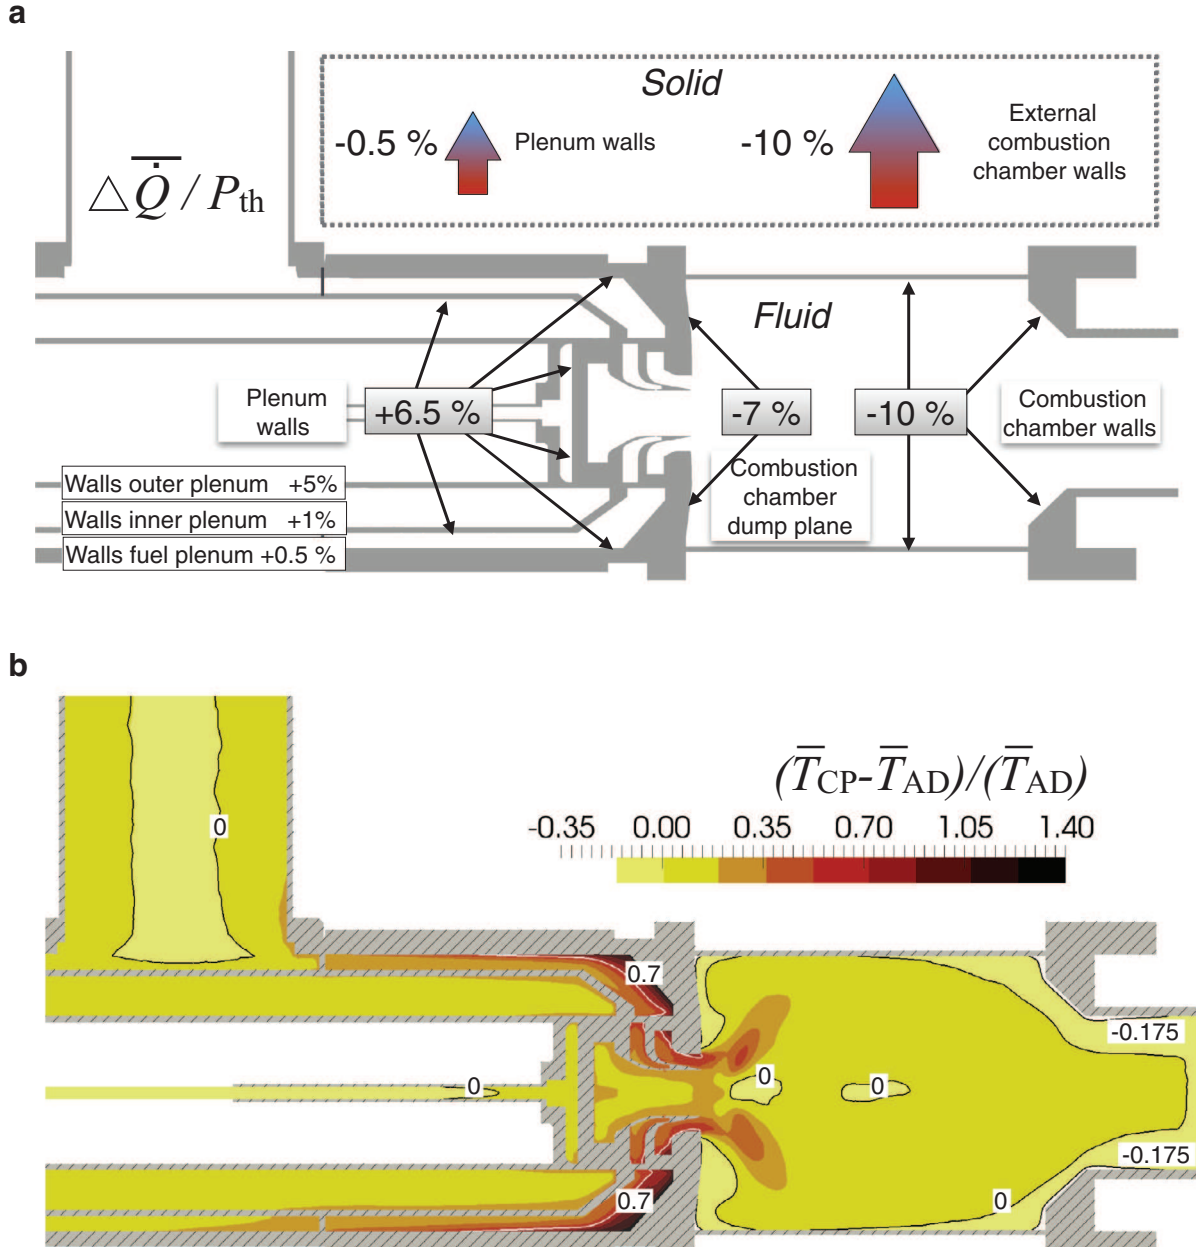 a
Solid
-0.5 %
Plenum walls
-10 %
External
combustion
chamber walls
△Q̇̅ / Pth
Fluid
Plenum
walls
+6.5 %
-7 %
-10 %
Combustion
chamber walls
Combustion
chamber
dump plane
Walls outer plenum +5%
Walls inner plenum +1%
Walls fuel plenum +0.5 %
b
(T̅CP-T̅AD)/(T̅AD)
-0.35 0.00 0.35 0.70 1.05 1.40
0
0.7
-0.175
0
0
0
-0.175
0.7
0